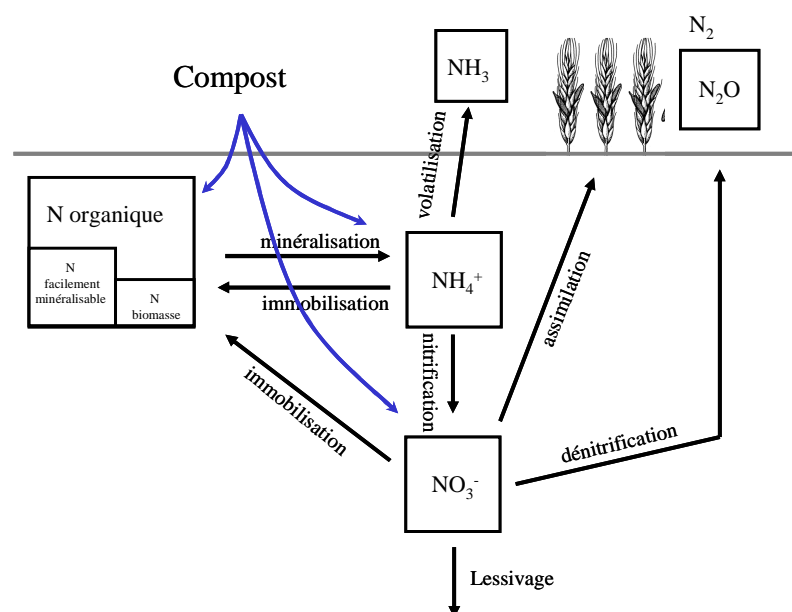 N₂
Compost
NH₃
N₂O
volatilisation
N organique
minéralisation
N
facilement
minéralisable
N
biomasse
NH₄⁺
immobilisation
assimilation
nitrification
immobilisation
dénitrification
NO₃⁻
Lessivage